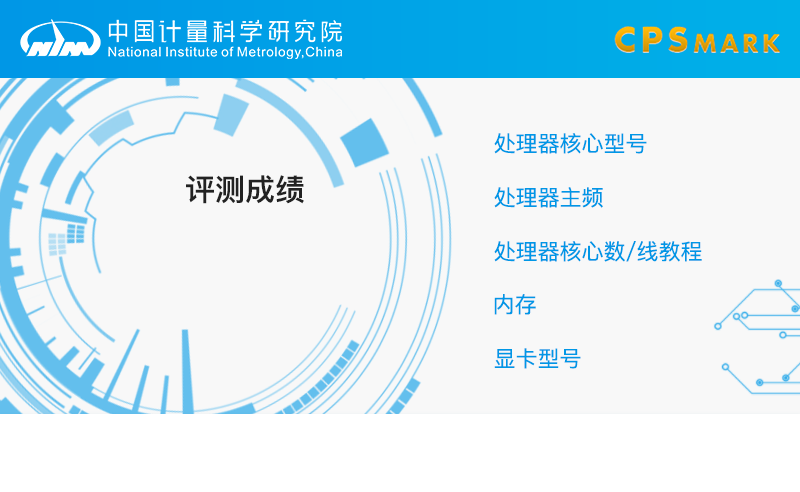 中国计量科学研究院
National Institute of Metrology,China
NIM
CPSMARK
评测成绩
处理器核心型号
处理器主频
处理器核心数/线教程
内存
显卡型号